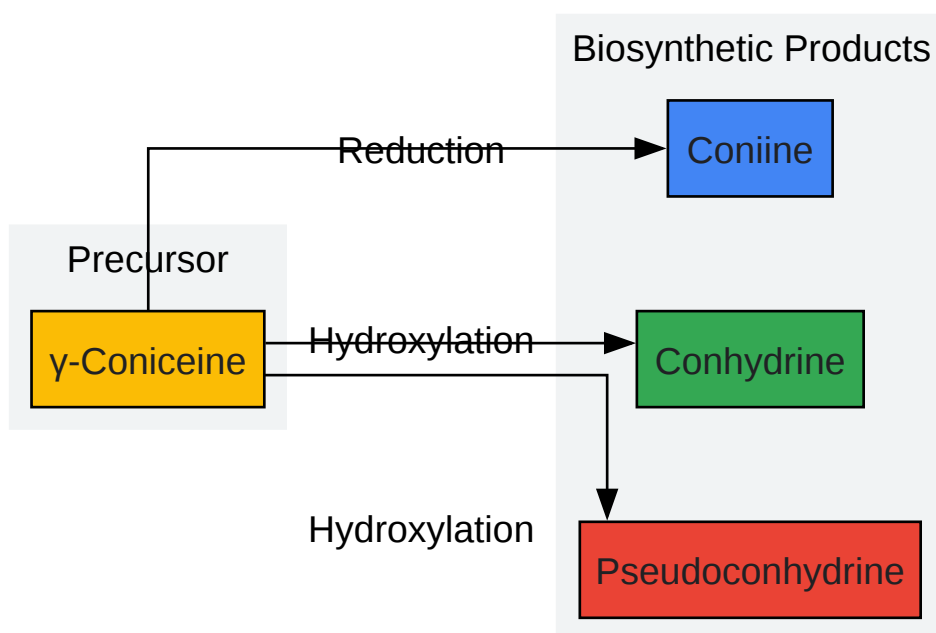 Biosynthetic Products
Reduction
Coniine
Precursor
γ-Coniceine
Hydroxylation
Conhydrine
Hydroxylation
Pseudoconhydrine